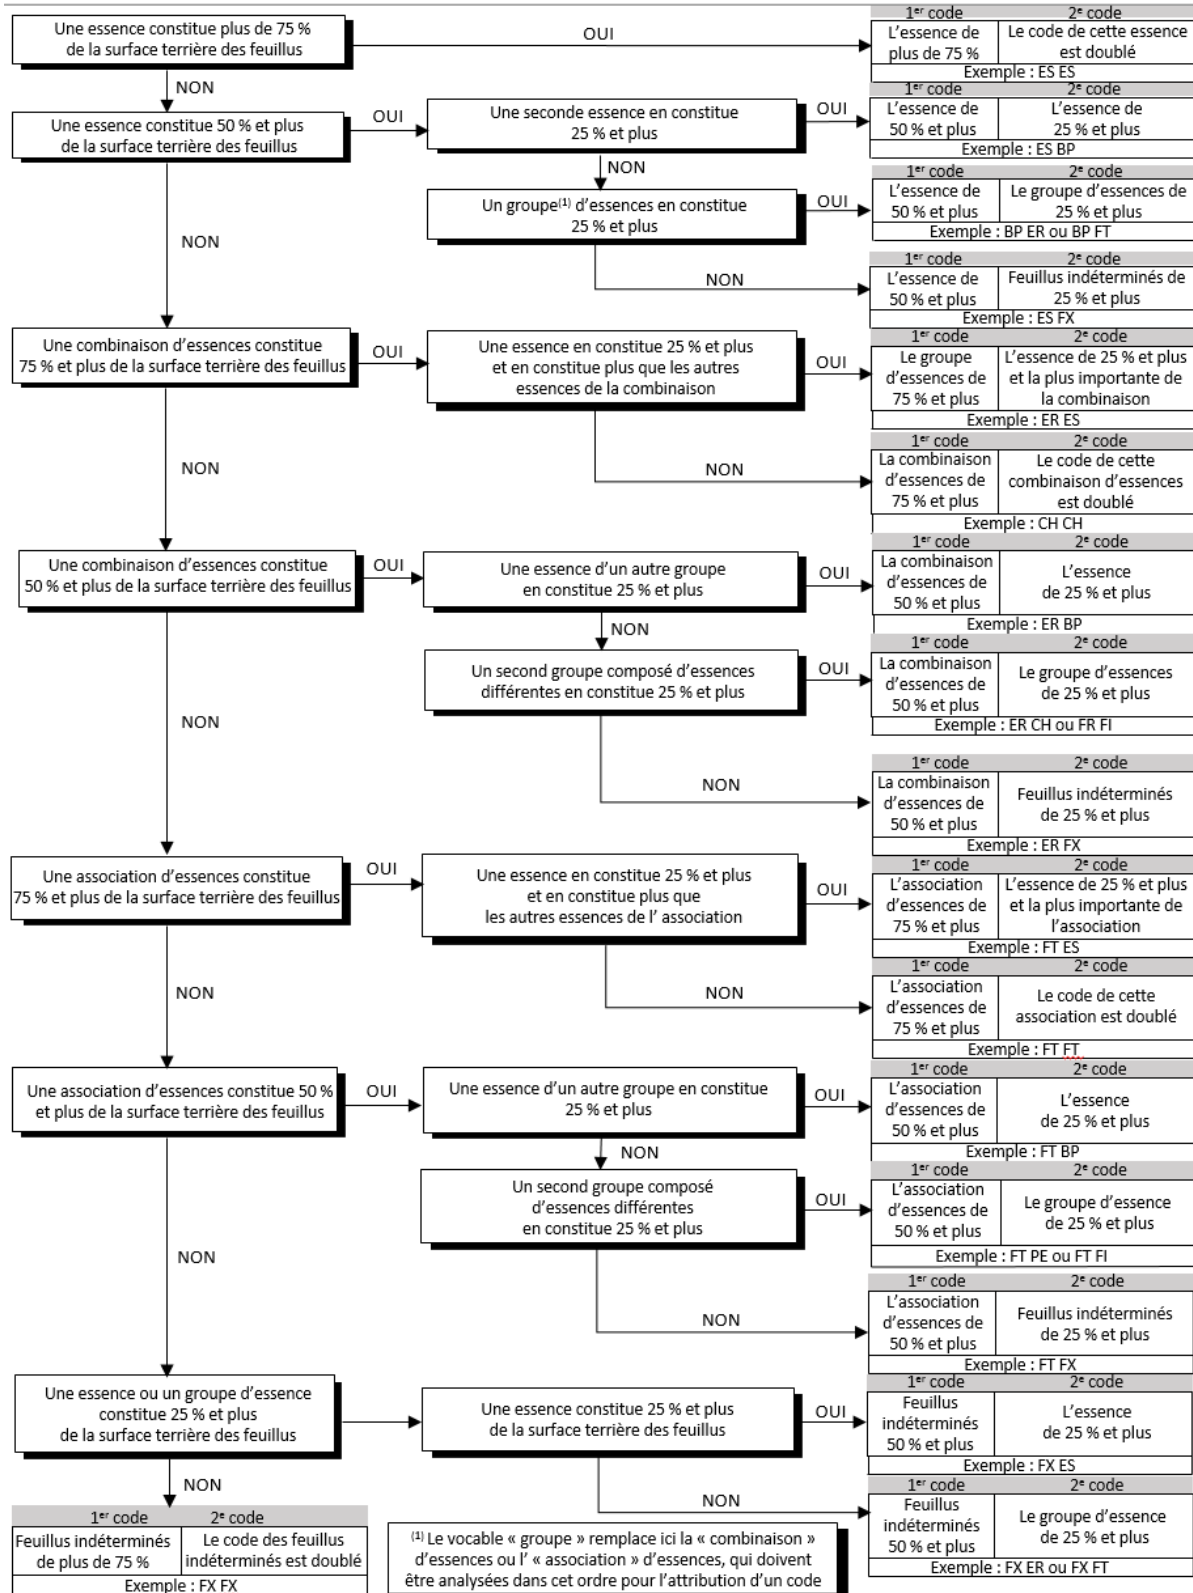 Une essence constitue plus de 75 %
de la surface terrière des feuillus
OUI
1er code 2e code
L'essence de
plus de 75 %
Le code de cette essence
est doublé
Exemple : ES ES
NON
Une essence constitue 50 % et plus
de la surface terrière des feuillus
OUI
Une seconde essence en constitue
25 % et plus
OUI
1er code 2e code
L'essence de
50 % et plus
L'essence de
25 % et plus
Exemple : ES BP
NON
Un groupe(1) d'essences en constitue
25 % et plus
OUI
1er code 2e code
L'essence de
50 % et plus
Le groupe d'essences de
25 % et plus
Exemple : BP ER ou BP FT
NON
NON
1er code 2e code
L'essence de
50 % et plus
Feuillus indéterminés de
25 % et plus
Exemple : ES FX
Une combinaison d'essences constitue
75 % et plus de la surface terrière des feuillus
OUI
Une essence en constitue 25 % et plus
et en constitue plus que les autres
essences de la combinaison
OUI
1er code 2e code
Le groupe
d'essences de
75 % et plus
L'essence de 25 % et plus
et la plus importante de
la combinaison
Exemple : ER ES
NON
NON
1er code 2e code
La combinaison
d'essences de
75 % et plus
Le code de cette
combinaison d'essences
est doublé
Exemple : CH CH
Une combinaison d'essences constitue
50 % et plus de la surface terrière des feuillus
OUI
Une essence d'un autre groupe
en constitue 25 % et plus
OUI
1er code 2e code
La combinaison
d'essences de
50 % et plus
L'essence
de 25 % et plus
Exemple : ER BP
NON
Un second groupe composé d'essences
différentes en constitue 25 % et plus
OUI
1er code 2e code
La combinaison
d'essences de
50 % et plus
Le groupe d'essences
de 25 % et plus
Exemple : ER CH ou FR FI
NON
NON
1er code 2e code
La combinaison
d'essences de
50 % et plus
Feuillus indéterminés
de 25 % et plus
Exemple : ER FX
Une association d'essences constitue
75 % et plus de la surface terrière des feuillus
OUI
Une essence en constitue 25 % et plus
et en constitue plus que
les autres essences de l' association
OUI
1er code 2e code
L'association
d'essences de
75 % et plus
L'essence de 25 % et plus
et la plus importante de
l'association
Exemple : FT ES
NON
NON
1er code 2e code
L'association
d'essences de
75 % et plus
Le code de cette
association est doublé
Exemple : FT FT
Une association d'essences constitue 50 %
et plus de la surface terrière des feuillus
OUI
Une essence d'un autre groupe en constitue
25 % et plus
OUI
1er code 2e code
L'association
d'essences de
50 % et plus
L'essence
de 25 % et plus
Exemple : FT BP
NON
Un second groupe composé
d'essences différentes
en constitue 25 % et plus
OUI
1er code 2e code
L'association
d'essences de
50 % et plus
Le groupe d'essence
de 25 % et plus
Exemple : FT PE ou FT FI
NON
NON
1er code 2e code
L'association
d'essences de
50 % et plus
Feuillus indéterminés
de 25 % et plus
Exemple : FT FX
Une essence ou un groupe d'essence
constitue 25 % et plus
de la surface terrière des feuillus
Une essence constitue 25 % et plus
de la surface terrière des feuillus
OUI
1er code 2e code
Feuillus
indéterminés
50 % et plus
L'essence
de 25 % et plus
Exemple : FX ES
NON
NON
1er code 2e code
Feuillus
indéterminés
50 % et plus
Le groupe d'essence
de 25 % et plus
Exemple : FX ER ou FX FT
1er code 2e code
Feuillus indéterminés
de plus de 75 %
Le code des feuillus
indéterminés est doublé
Exemple : FX FX
(1) Le vocable « groupe » remplace ici la « combinaison »
d'essences ou l' « association » d'essences, qui doivent
être analysées dans cet ordre pour l'attribution d'un code